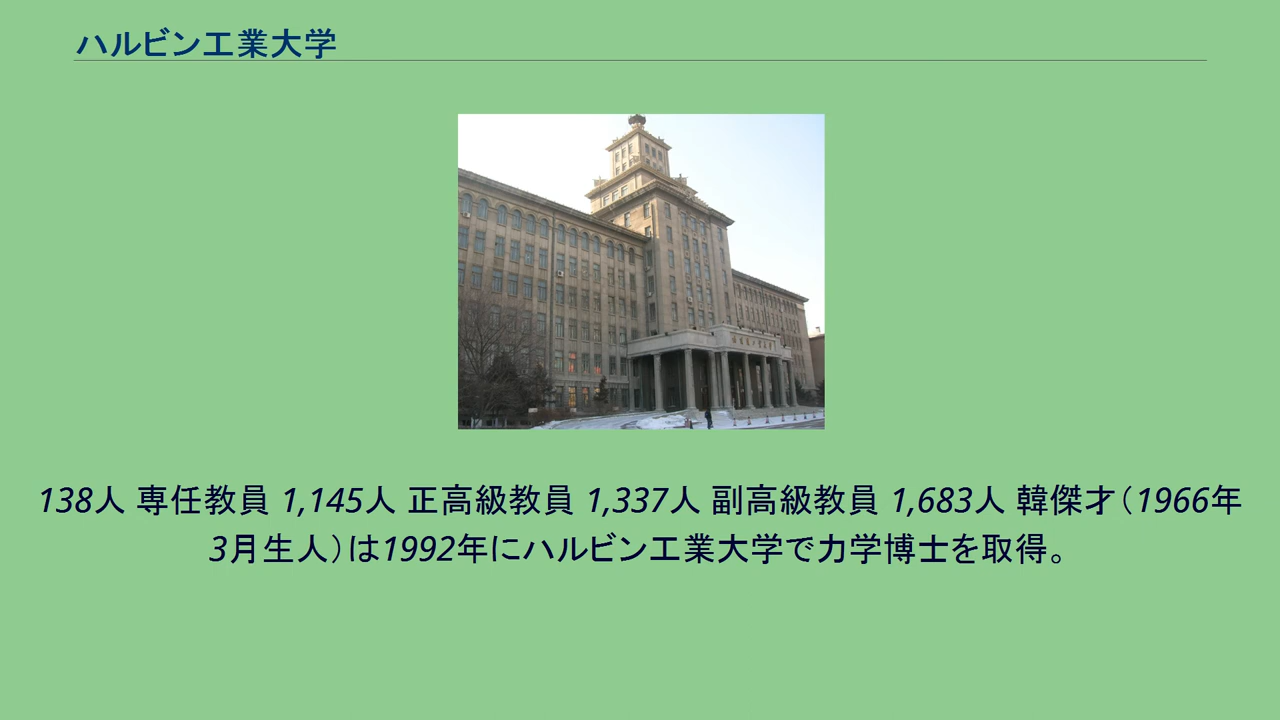 ハルビン工業大学
138人 専任教員 1,145人 正高級教員 1,337人 副高級教員 1,683人 韓傑才（1966年
3月生人）は1992年にハルビン工業大学で力学博士を取得。